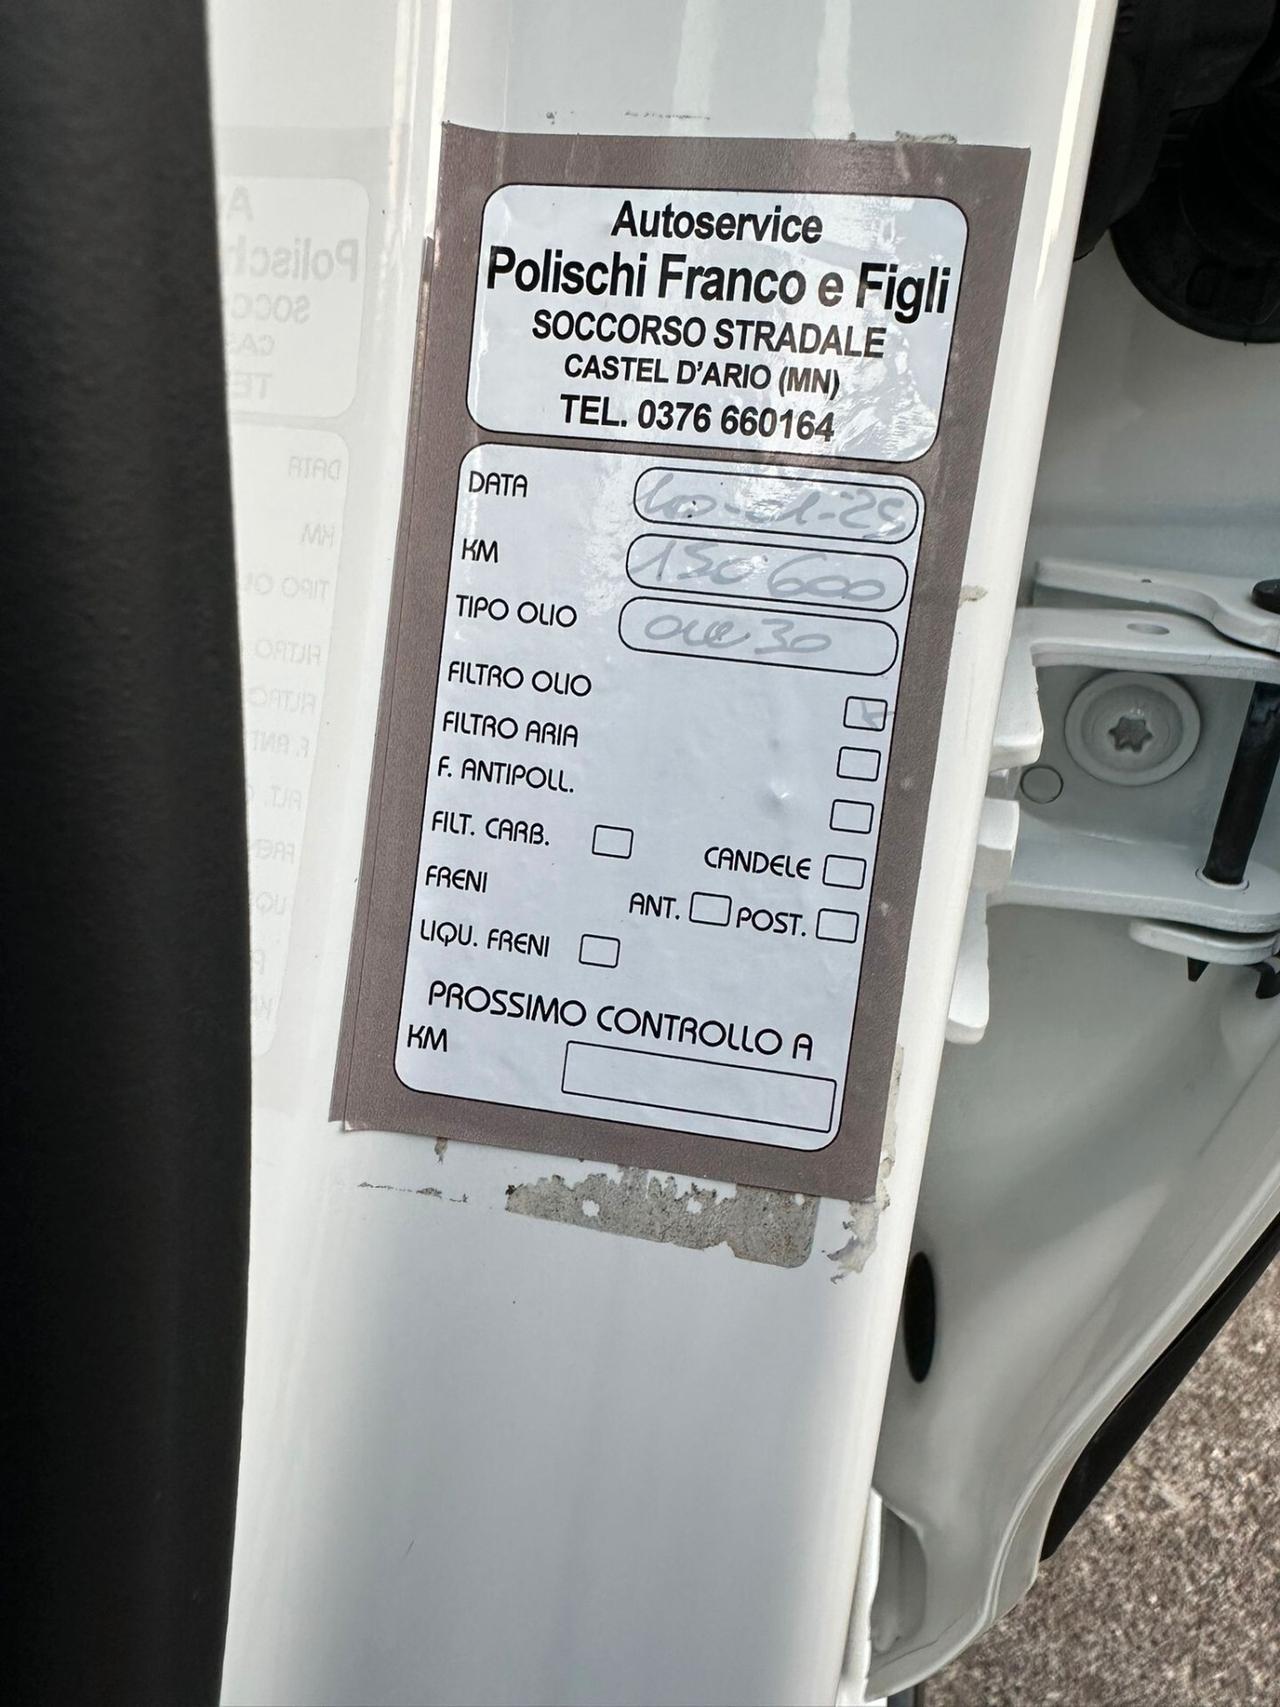 Autoservice
Polischi Franco e Figli
SOCCORSO STRADALE
CASTEL D'ARIO (MN)
TEL. 0376 660164
DATA
KM 150600
TIPO OLIO 30
FILTRO OLIO
FILTRO ARIA
F. ANTIPOLL.
FILT. CARB. CANDELE
FRENI ANT. POST.
LIQU. FRENI
PROSSIMO CONTROLLO A
KM